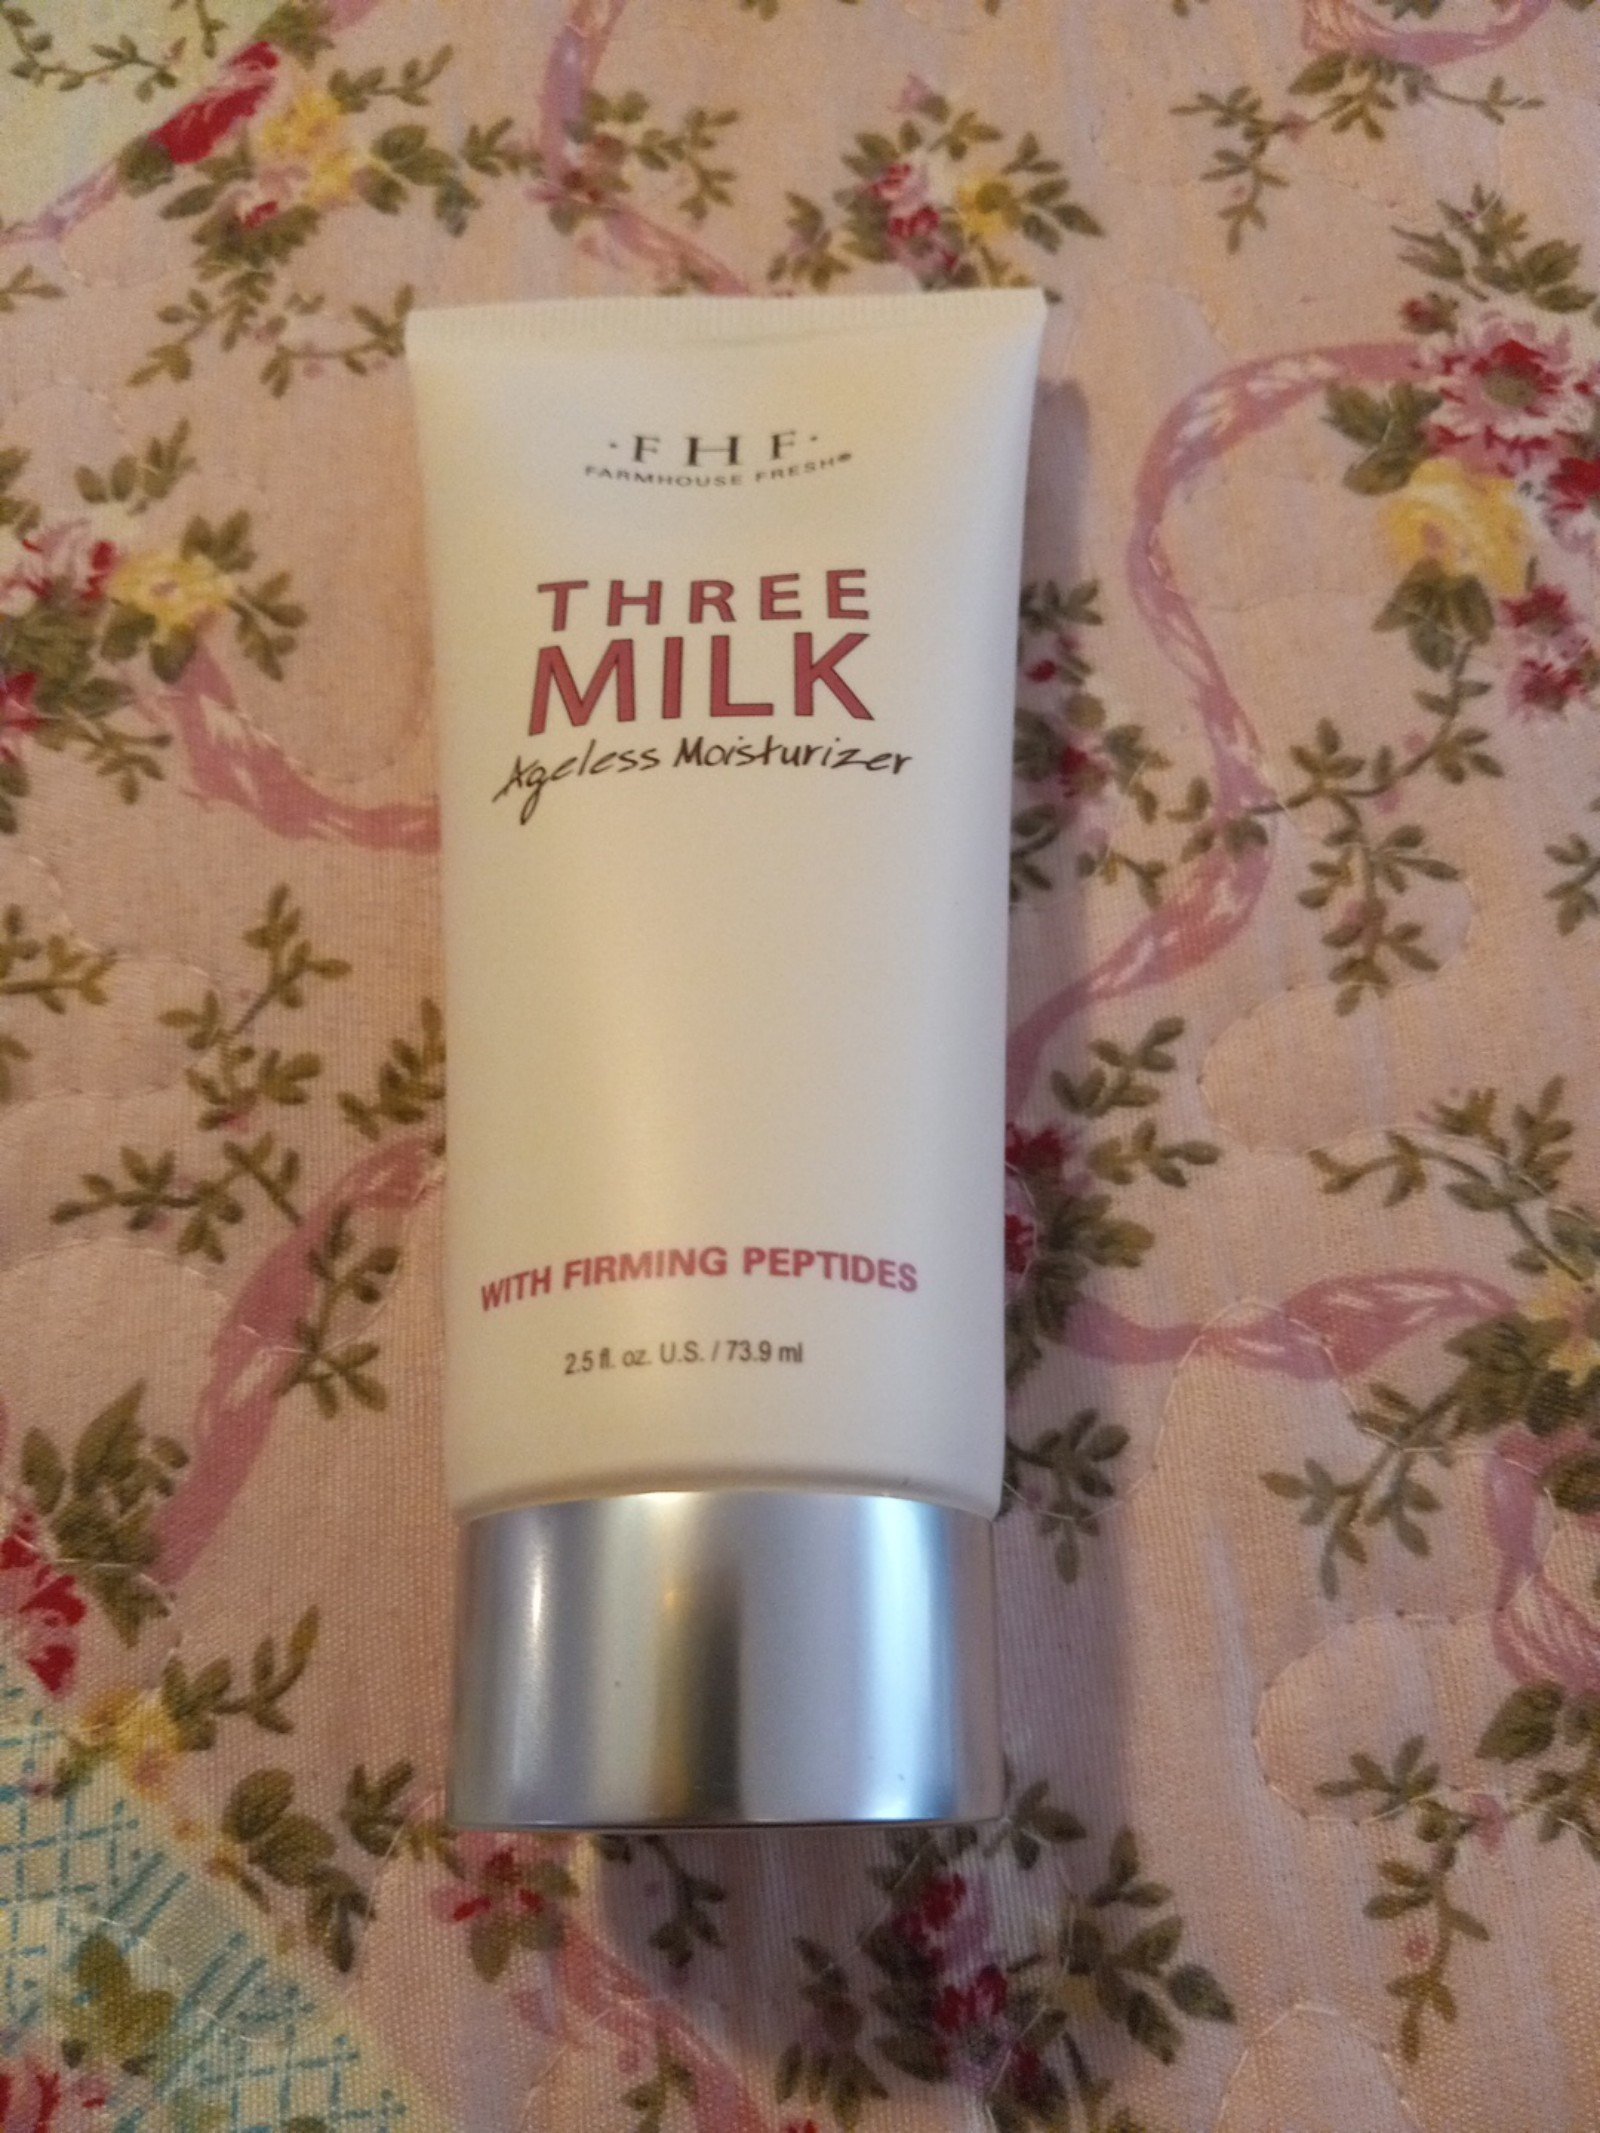 ·FHF·
FARMHOUSE FRESH®
THREE
MILK
Ageless Moisturizer
WITH FIRMING PEPTIDES
2.5 fl. oz. U.S. / 73.9 ml